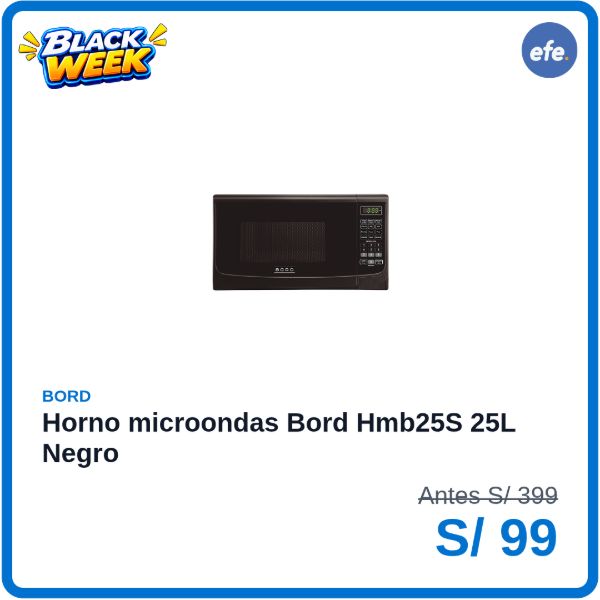 BLACK
WEEK
efe.
BORD
Horno microondas Bord Hmb25S 25L
Negro
Antes S/ 399
S/ 99